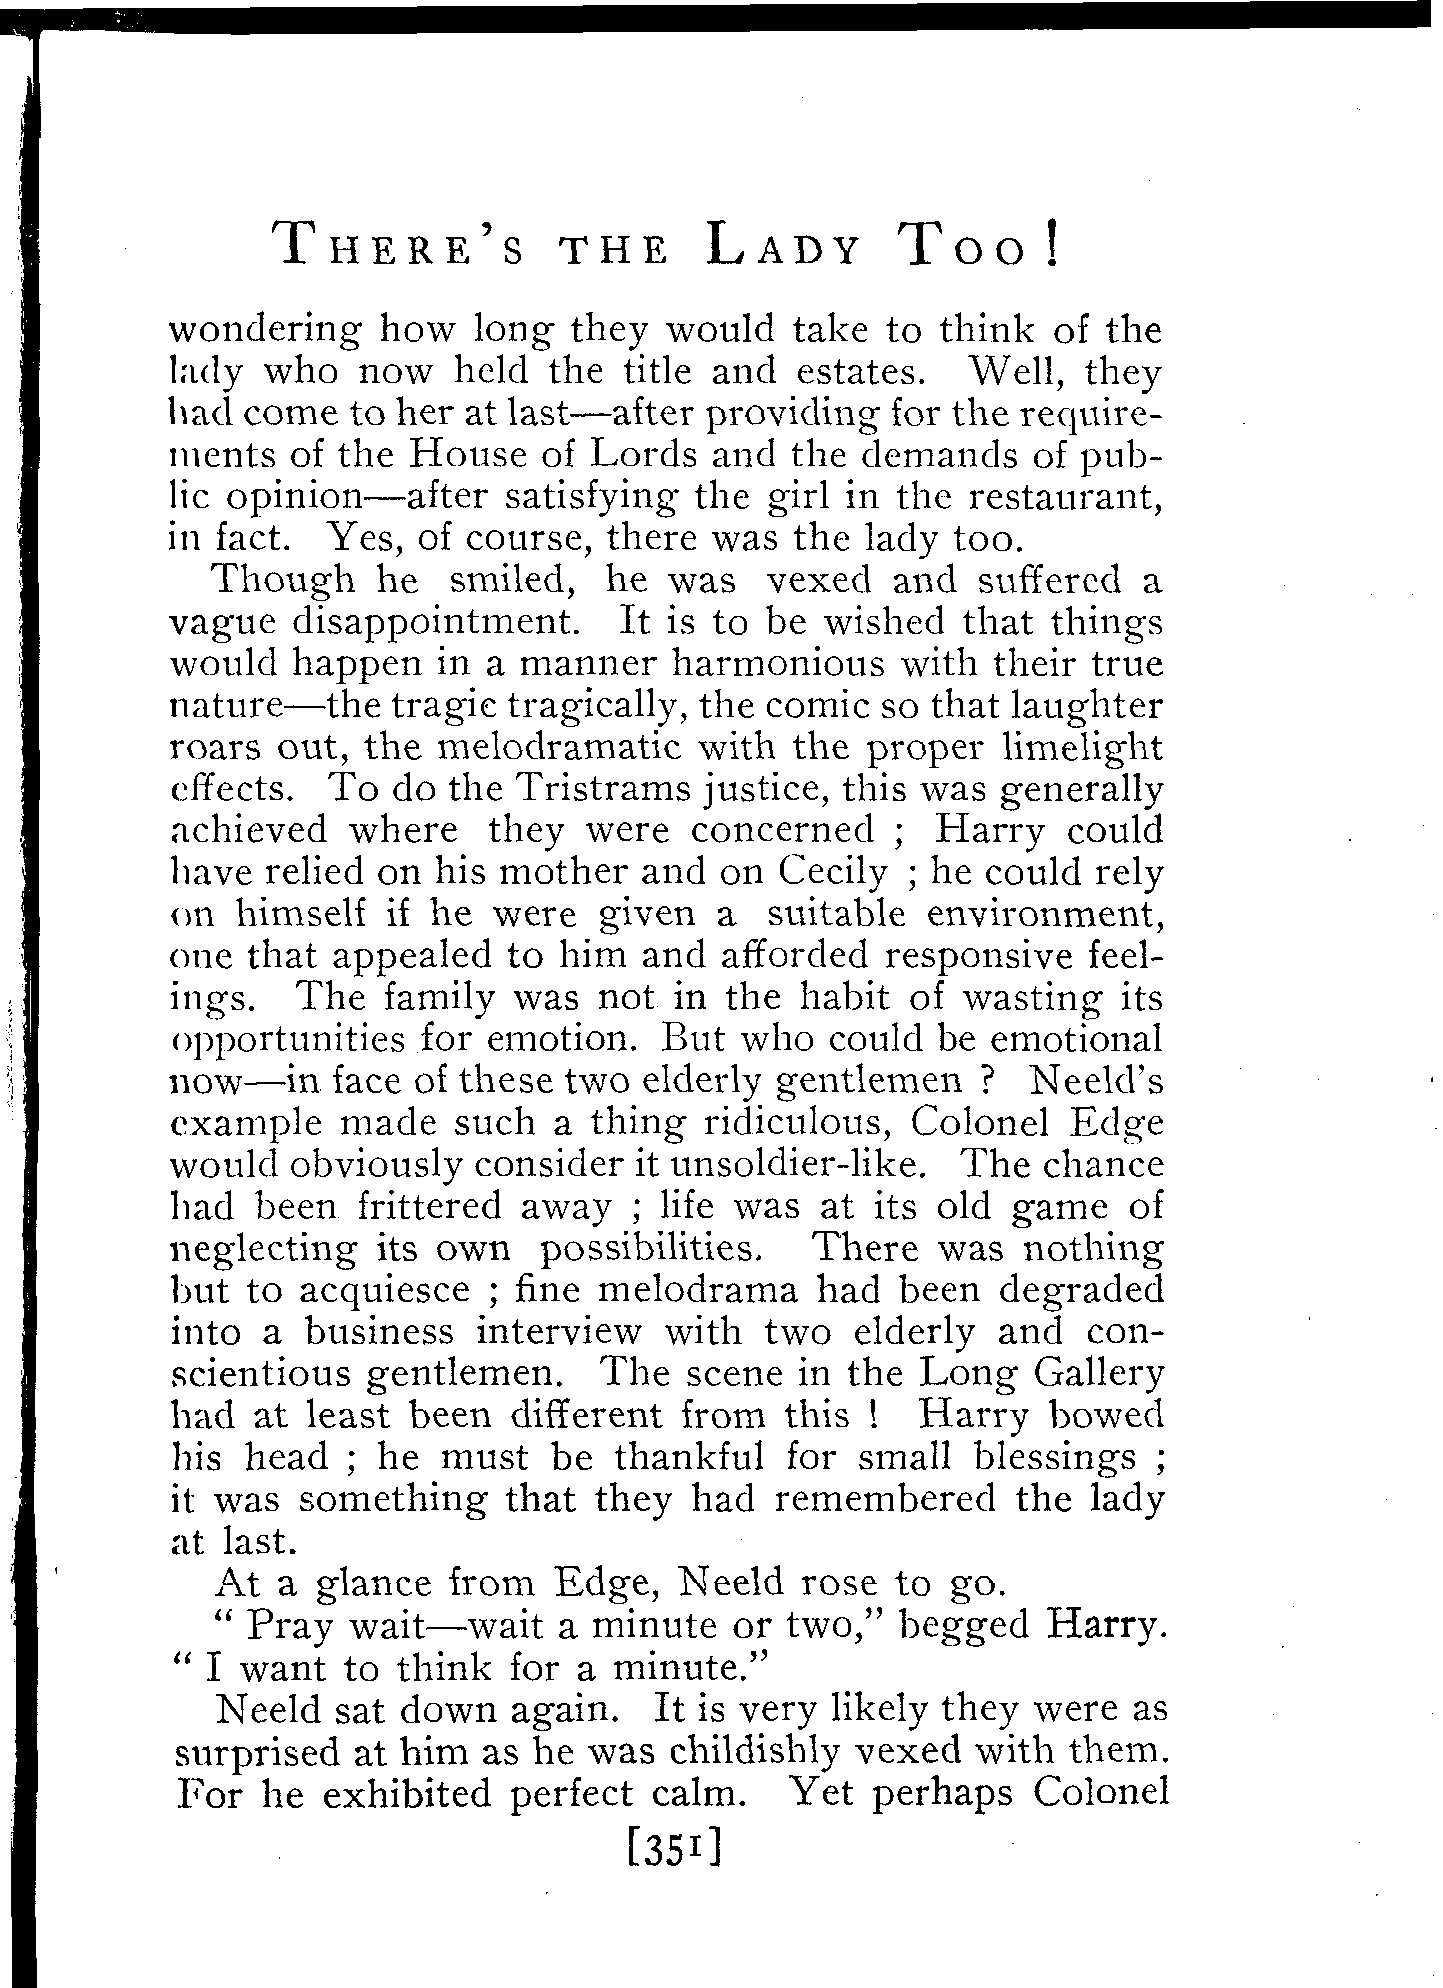 THERE'S THE LADY TOO!
wondering how long they would take to think of the
lady who now held the title and estates. Well, they
had come to her at last—after providing for the require-
ments of the House of Lords and the demands of pub-
lic opinion—after satisfying the girl in the restaurant,
in fact. Yes, of course, there was the lady too.
Though he smiled, he was vexed and suffered a
vague disappointment. It is to be wished that things
would happen in a manner harmonious with their true
nature—the tragic tragically, the comic so that laughter
roars out, the melodramatic with the proper limelight
effects. To do the Tristrams justice, this was generally
achieved where they were concerned ; Harry could
have relied on his mother and on Cecily ; he could rely
on himself if he were given a suitable environment,
one that appealed to him and afforded responsive feel-
ings. The family was not in the habit of wasting its
opportunities for emotion. But who could be emotional
now—in face of these two elderly gentlemen ? Neeld's
example made such a thing ridiculous, Colonel Edge
would obviously consider it unsoldier-like. The chance
had been frittered away ; life was at its old game of
neglecting its own possibilities. There was nothing
but to acquiesce ; fine melodrama had been degraded
into a business interview with two elderly and con-
scientious gentlemen. The scene in the Long Gallery
had at least been different from this ! Harry bowed
his head ; he must be thankful for small blessings ;
it was something that they had remembered the lady
at last.
At a glance from Edge, Neeld rose to go.
" Pray wait—wait a minute or two," begged Harry.
" I want to think for a minute."
Neeld sat down again. It is very likely they were as
surprised at him as he was childishly vexed with them.
For he exhibited perfect calm. Yet perhaps Colonel
[351]